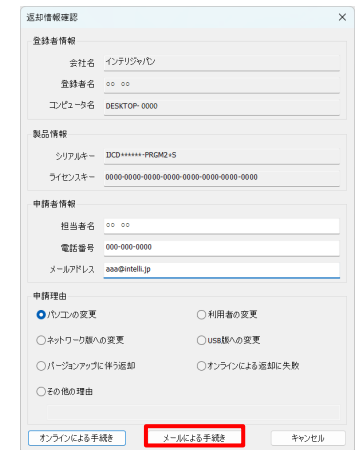 返却情報確認
登録者情報
会社名 インテリジャパン
登録者名 ○○ ○○
コンピュータ名 DESKTOP-0000
製品情報
シリアルキー IJCD******-PRGM2+S
ライセンスキー 0000-0000-0000-0000-0000-0000-0000-0000
申請者情報
担当者名 ○○ ○○
電話番号 000-000-0000
メールアドレス aaa@intelli.jp
申請理由
パソコンの変更 利用者の変更
ネットワーク版への変更 USB版への変更
バージョンアップに伴う返却 オンラインによる返却に失敗
その他の理由
オンラインによる手続き メールによる手続き キャンセル